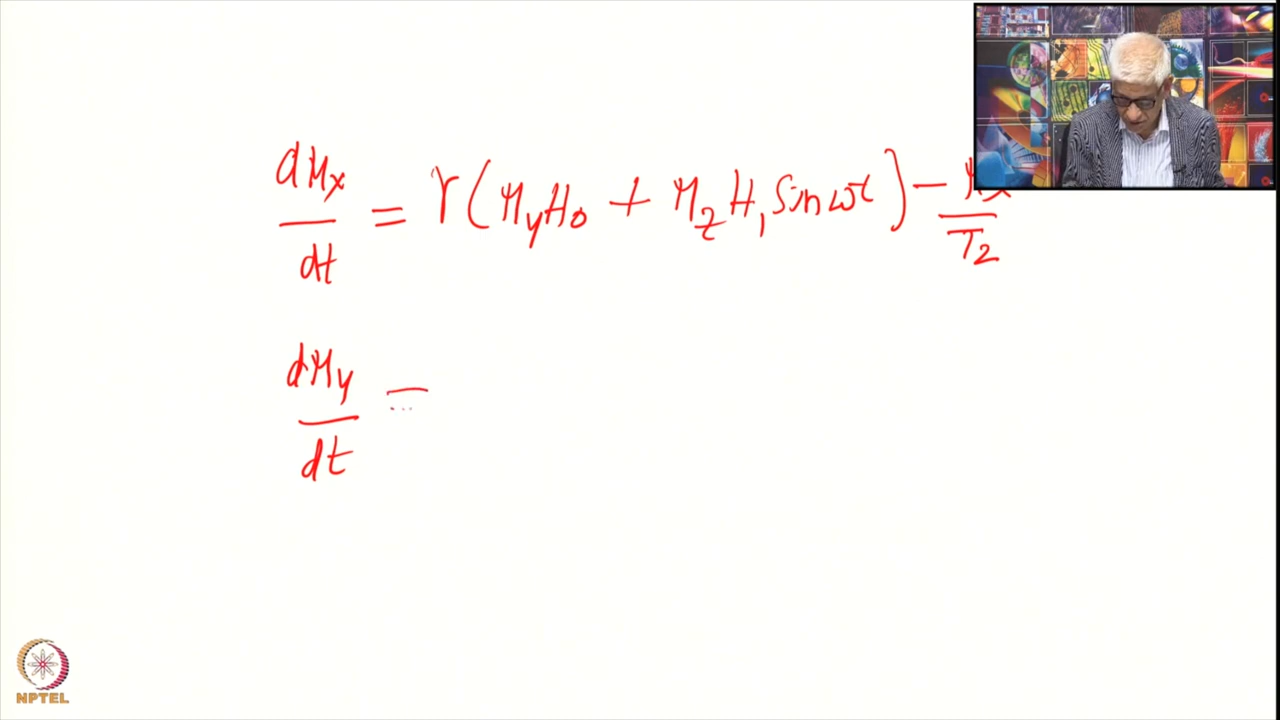 dMx/dt = γ(MyH0 + MzH1 Sin ωt) − Mx/T2
dMy/dt =
NPTEL